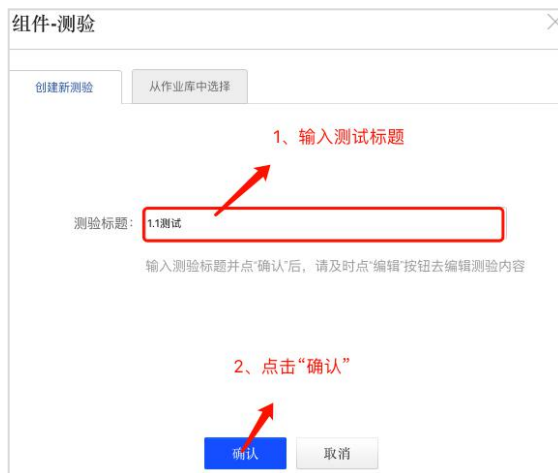 组件-测验
创建新测验 从作业库中选择
1、输入测试标题
测验标题： 1.1测试
输入测验标题并点“确认”后，请及时点“编辑”按钮去编辑测验内容
2、点击“确认”
确认 取消